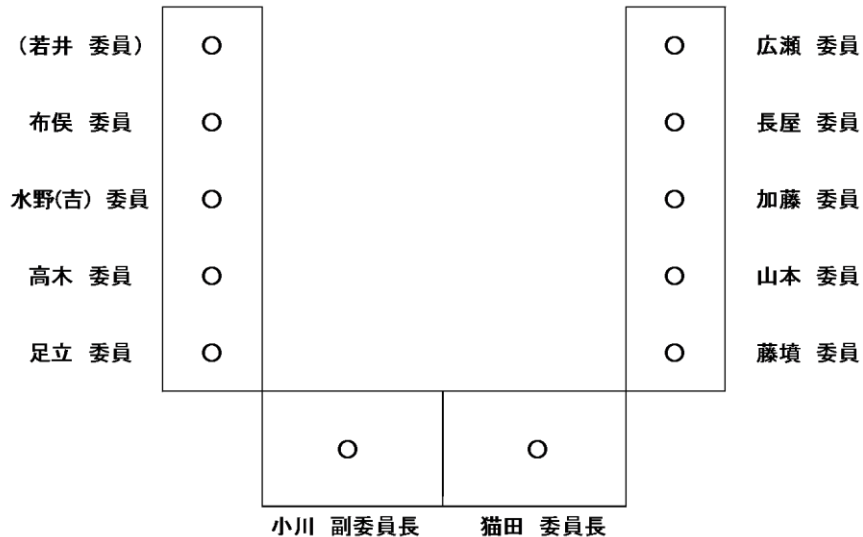 （若井　委員）
広瀬　委員
布俣　委員
長屋　委員
水野(吉)　委員
加藤　委員
高木　委員
山本　委員
足立　委員
藤墳　委員
小川　副委員長
猫田　委員長